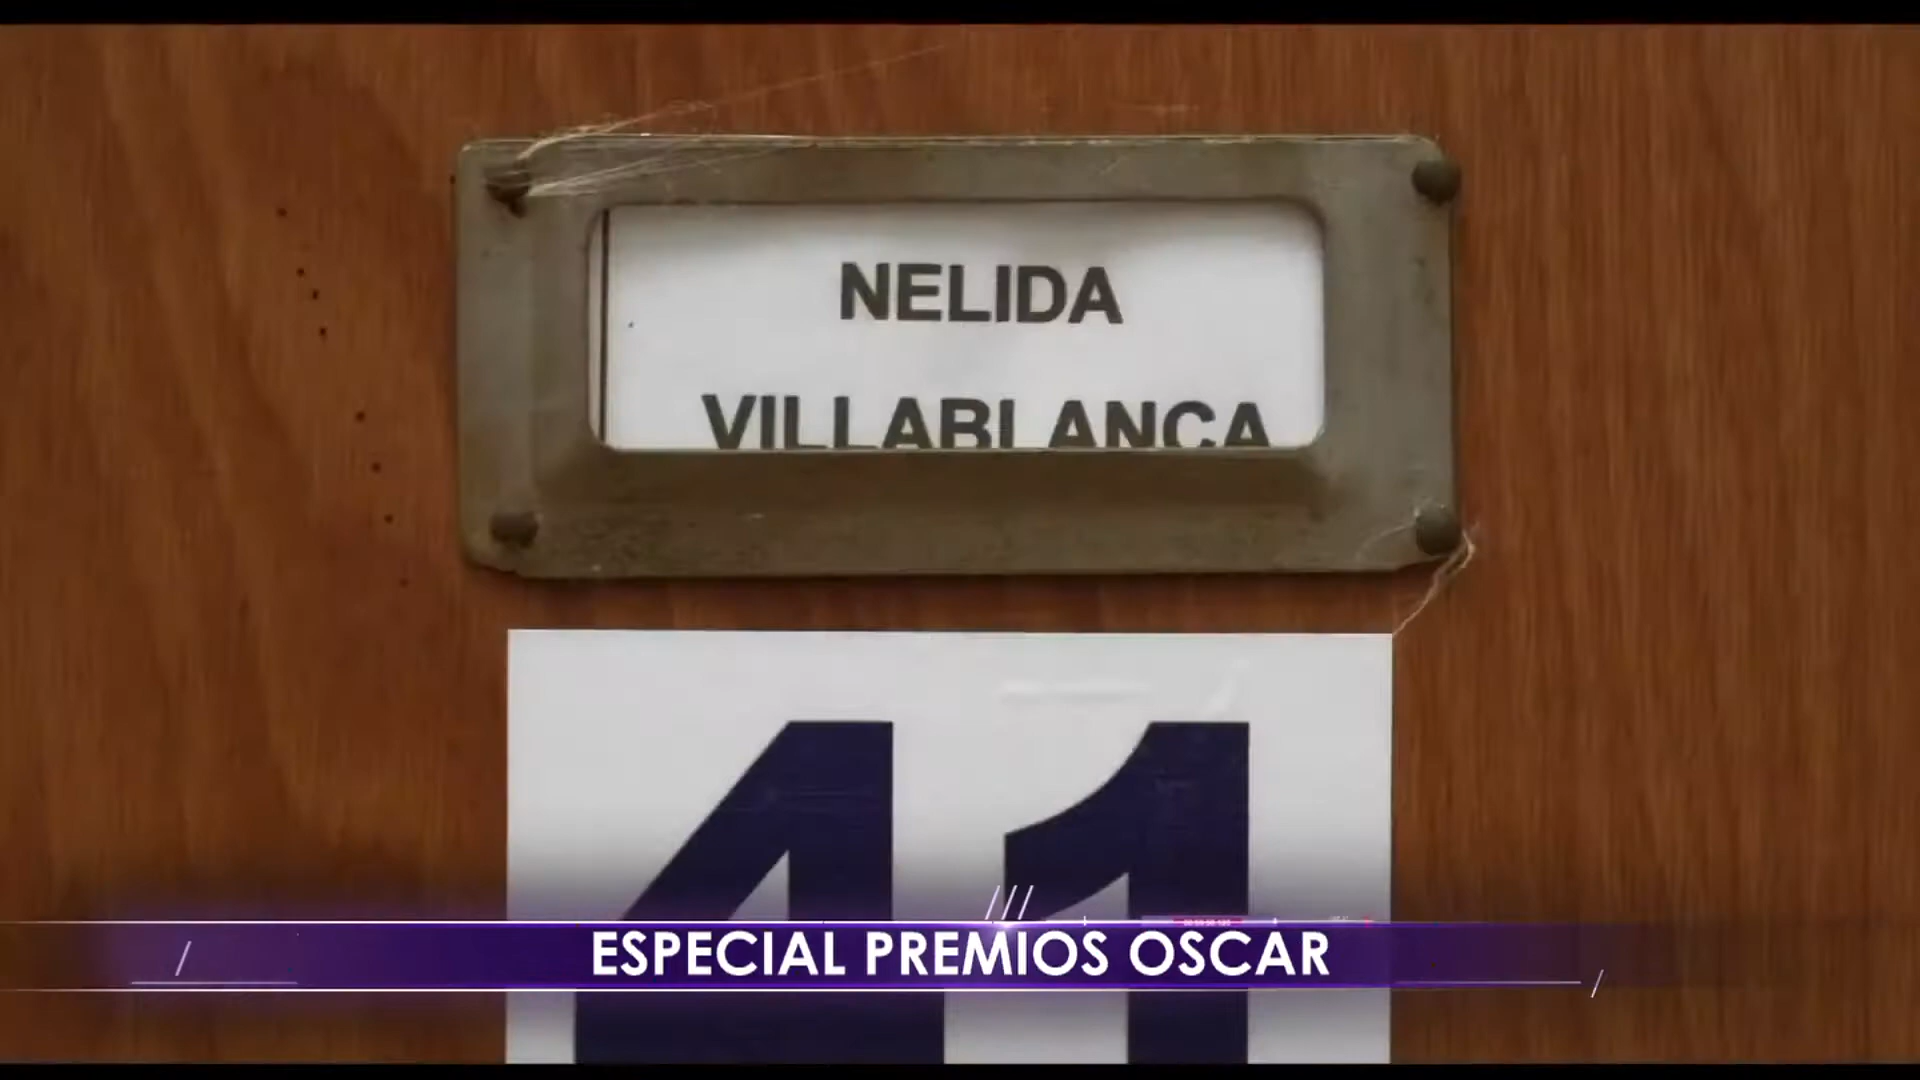 NELIDA
VILLABLANCA
41
ESPECIAL PREMIOS OSCAR